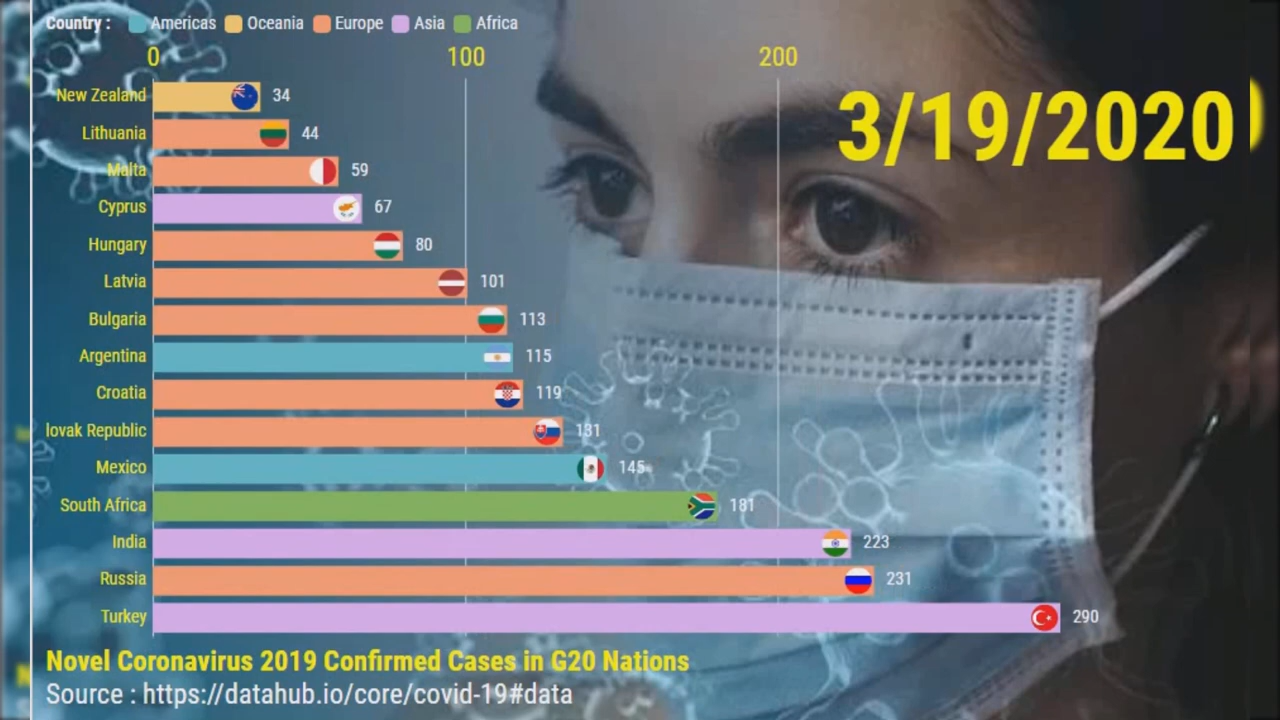 Country : Americas Oceania Europe Asia Africa
0 100 200
3/19/2020
New Zealand 34
Lithuania 44
Malta 59
Cyprus 67
Hungary 80
Latvia 101
Bulgaria 113
Argentina 115
Croatia 119
lovak Republic 131
Mexico 145
South Africa 181
India 223
Russia 231
Turkey 290
Novel Coronavirus 2019 Confirmed Cases in G20 Nations
Source : https://datahub.io/core/covid-19#data